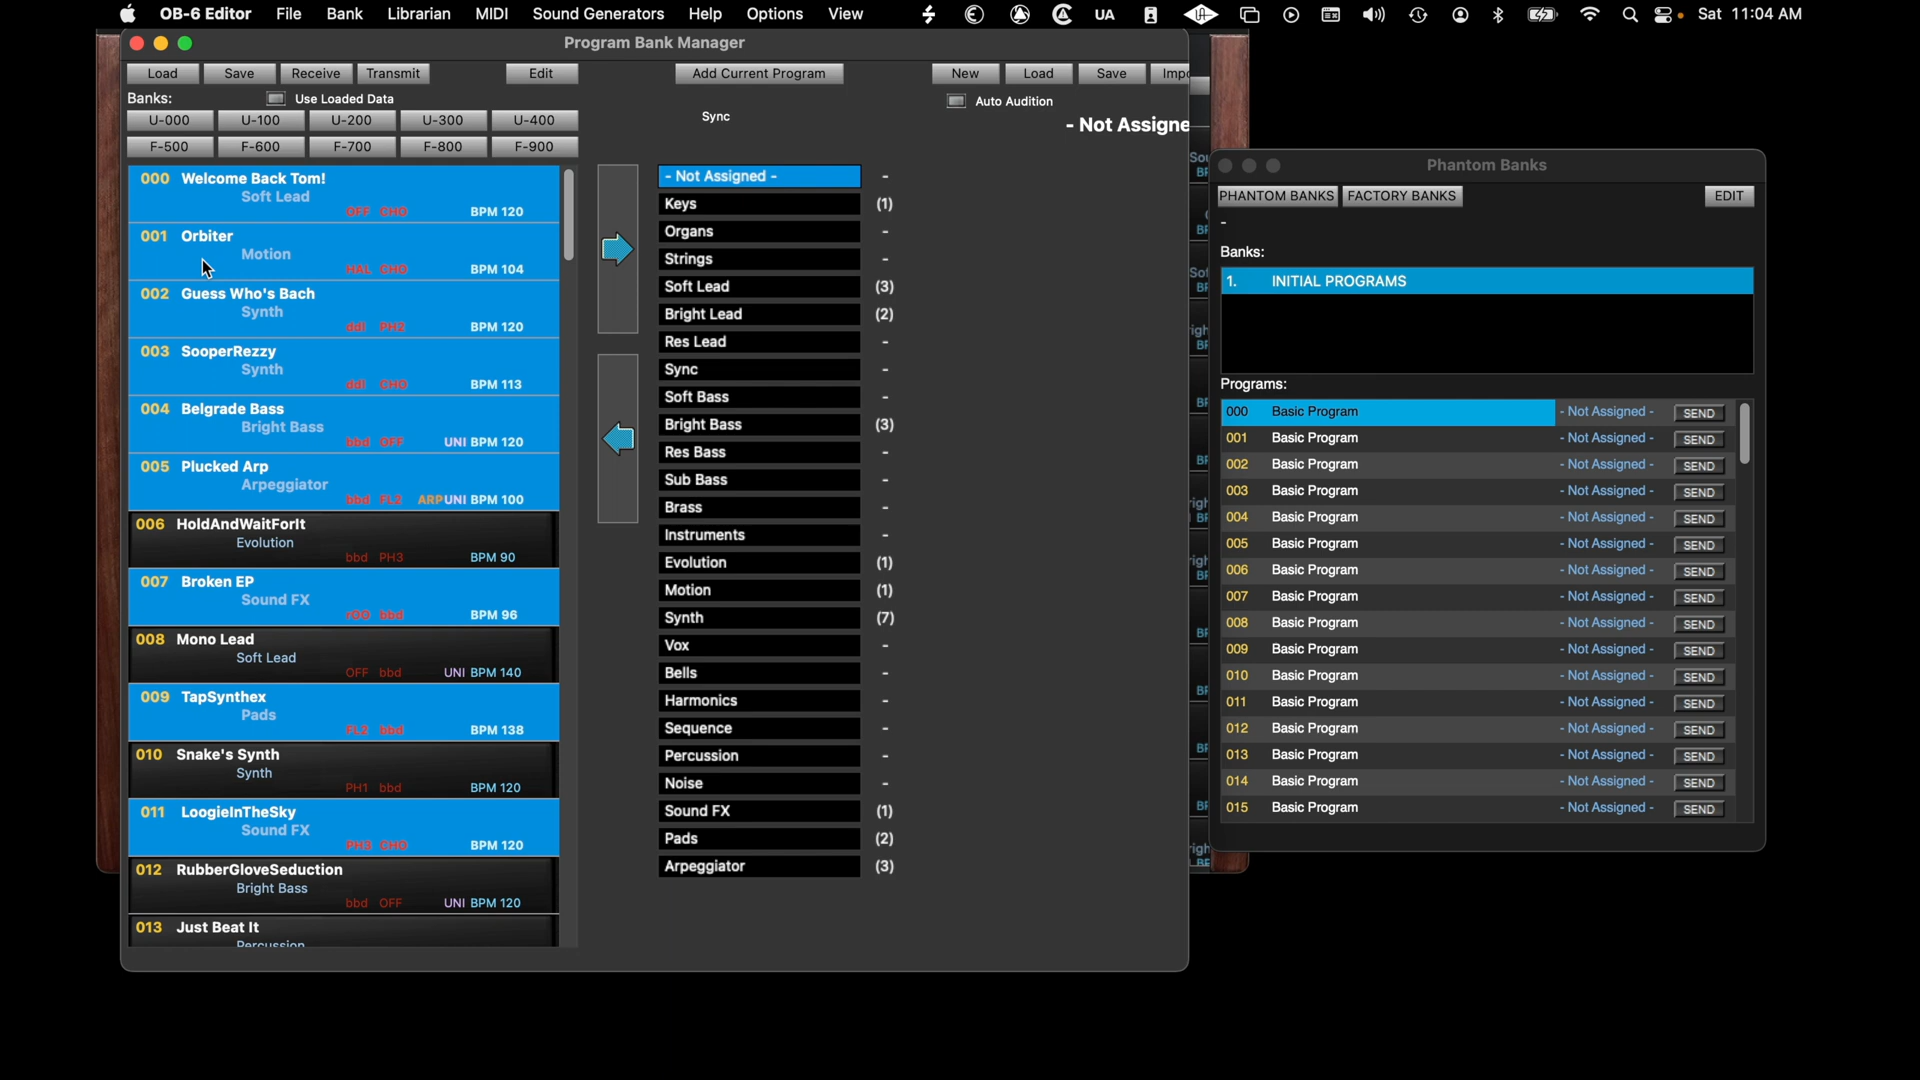 OB-6 Editor File Bank Librarian MIDI Sound Generators Help Options View UA Sat 11:04 AM
Program Bank Manager
Load Save Receive Transmit Edit Add Current Program New Load Save Impo
Banks: Use Loaded Data Auto Audition
Sync
- Not Assigne
U-000 U-100 U-200 U-300 U-400
F-500 F-600 F-700 F-800 F-900
000 Welcome Back Tom!
Soft Lead
OFF CHO BPM 120
001 Orbiter
Motion
HAL CHO BPM 104
002 Guess Who's Bach
Synth
ddl PH2 BPM 120
003 SooperRezzy
Synth
ddl CHO BPM 113
004 Belgrade Bass
Bright Bass
bbd OFF UNI BPM 120
005 Plucked Arp
Arpeggiator
bbd FL2 ARP UNI BPM 100
006 HoldAndWaitForIt
Evolution
bbd PH3 BPM 90
007 Broken EP
Sound FX
rOO bbd BPM 96
008 Mono Lead
Soft Lead
OFF bbd UNI BPM 140
009 TapSynthex
Pads
FL2 bbd BPM 138
010 Snake's Synth
Synth
PH1 bbd BPM 120
011 LoogieInTheSky
Sound FX
PH3 CHO BPM 120
012 RubberGloveSeduction
Bright Bass
bbd OFF UNI BPM 120
013 Just Beat It
Percussion
- Not Assigned - -
Keys (1)
Organs -
Strings -
Soft Lead (3)
Bright Lead (2)
Res Lead -
Sync -
Soft Bass -
Bright Bass (3)
Res Bass -
Sub Bass -
Brass -
Instruments -
Evolution (1)
Motion (1)
Synth (7)
Vox -
Bells -
Harmonics -
Sequence -
Percussion -
Noise -
Sound FX (1)
Pads (2)
Arpeggiator (3)
Phantom Banks
PHANTOM BANKS FACTORY BANKS EDIT
-
Banks:
1. INITIAL PROGRAMS
Programs:
000 Basic Program - Not Assigned - SEND
001 Basic Program - Not Assigned - SEND
002 Basic Program - Not Assigned - SEND
003 Basic Program - Not Assigned - SEND
004 Basic Program - Not Assigned - SEND
005 Basic Program - Not Assigned - SEND
006 Basic Program - Not Assigned - SEND
007 Basic Program - Not Assigned - SEND
008 Basic Program - Not Assigned - SEND
009 Basic Program - Not Assigned - SEND
010 Basic Program - Not Assigned - SEND
011 Basic Program - Not Assigned - SEND
012 Basic Program - Not Assigned - SEND
013 Basic Program - Not Assigned - SEND
014 Basic Program - Not Assigned - SEND
015 Basic Program - Not Assigned - SEND